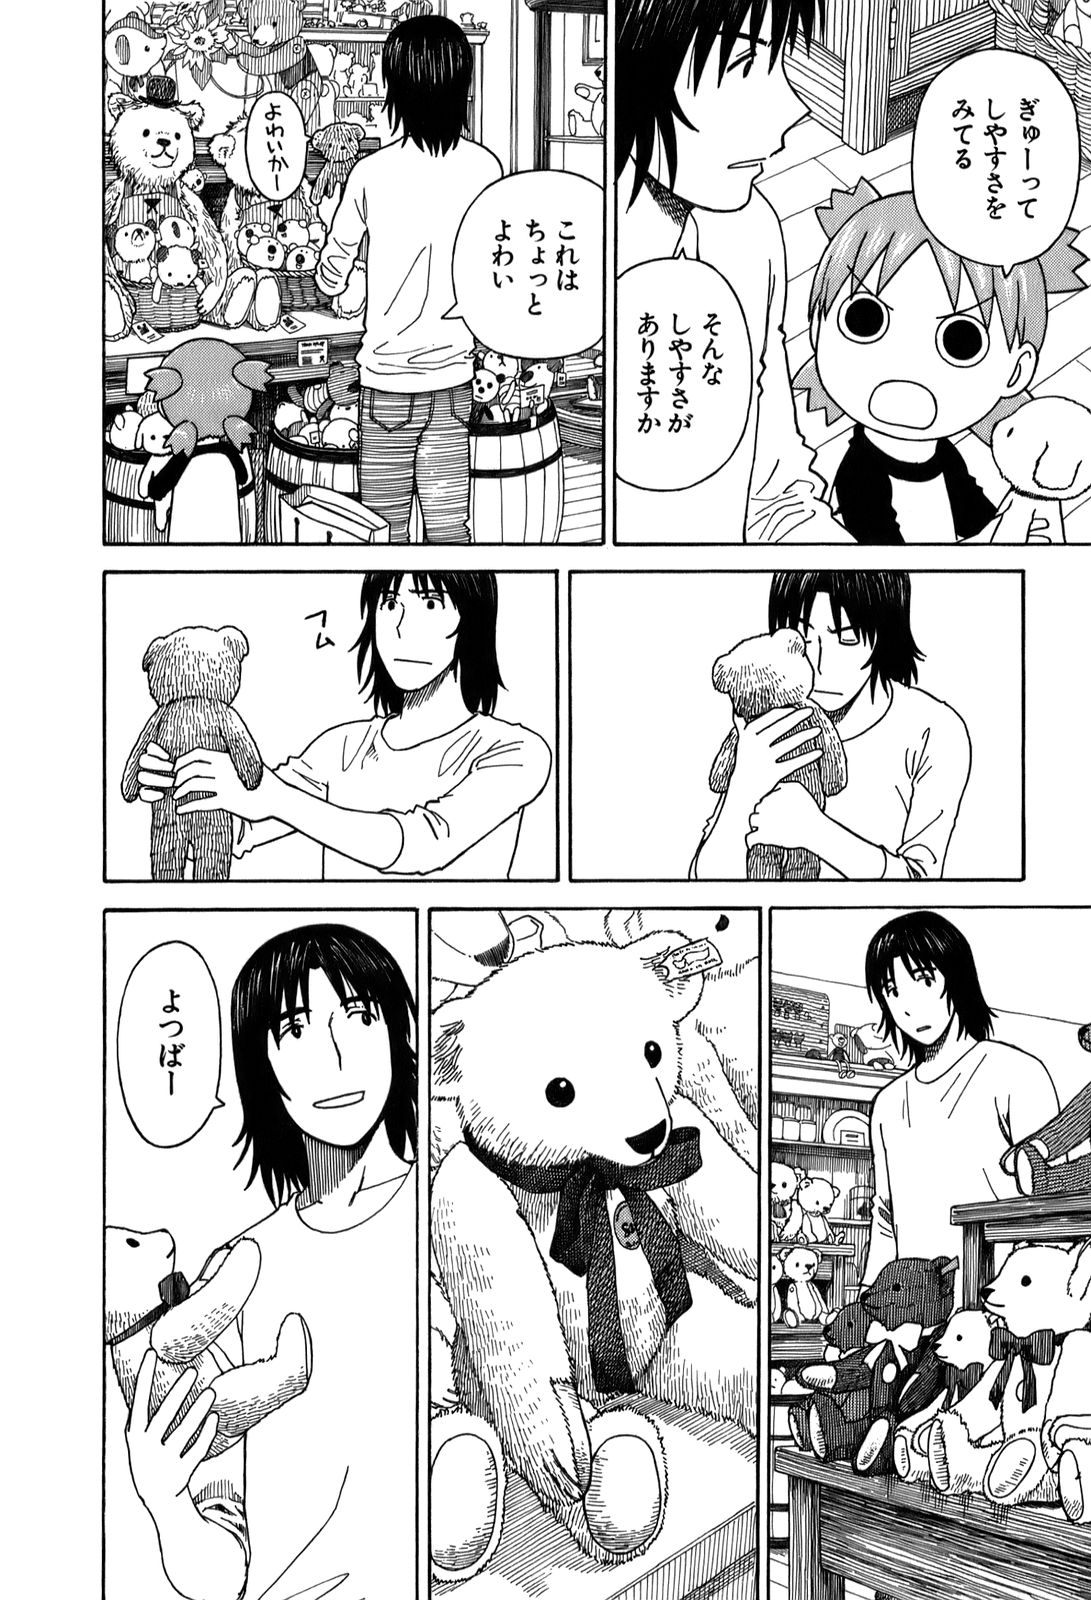 ぎゅーって
しやすさを
みてる
そんな
しやすさが
ありますか
これは
ちょっと
よわい
よわいかー
フム
よつばー